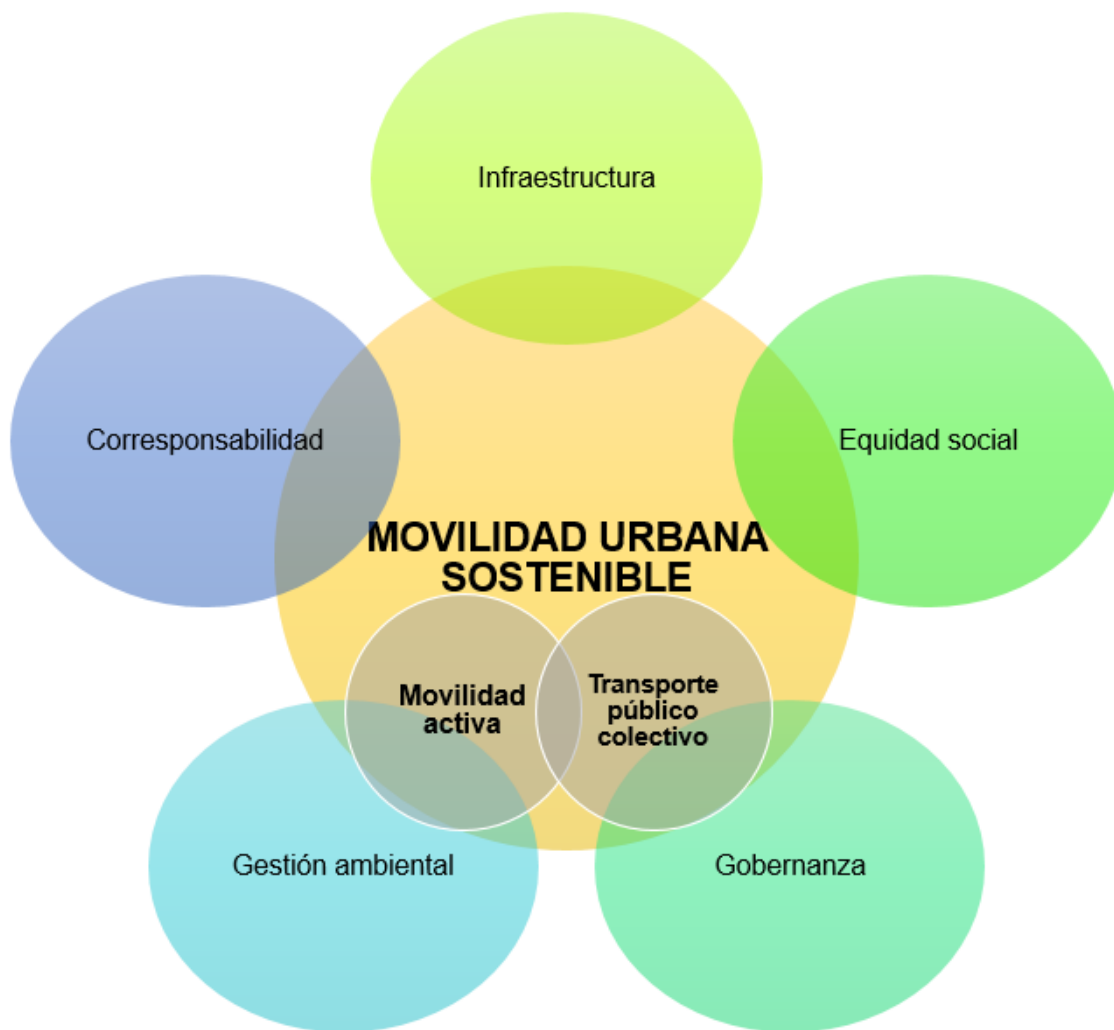 Infraestructura
Corresponsabilidad
Equidad social
MOVILIDAD URBANA
SOSTENIBLE
Movilidad
activa
Transporte
público
colectivo
Gestión ambiental
Gobernanza